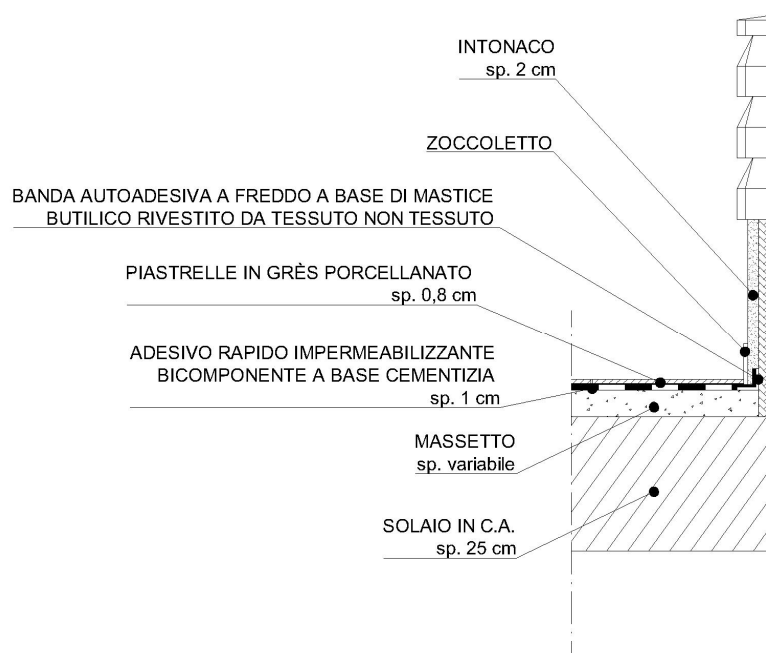 INTONACO
sp. 2 cm
ZOCCOLETTO
BANDA AUTOADESIVA A FREDDO A BASE DI MASTICE
BUTILICO RIVESTITO DA TESSUTO NON TESSUTO
PIASTRELLE IN GRÈS PORCELLANATO
sp. 0,8 cm
ADESIVO RAPIDO IMPERMEABILIZZANTE
BICOMPONENTE A BASE CEMENTIZIA
sp. 1 cm
MASSETTO
sp. variabile
SOLAIO IN C.A.
sp. 25 cm